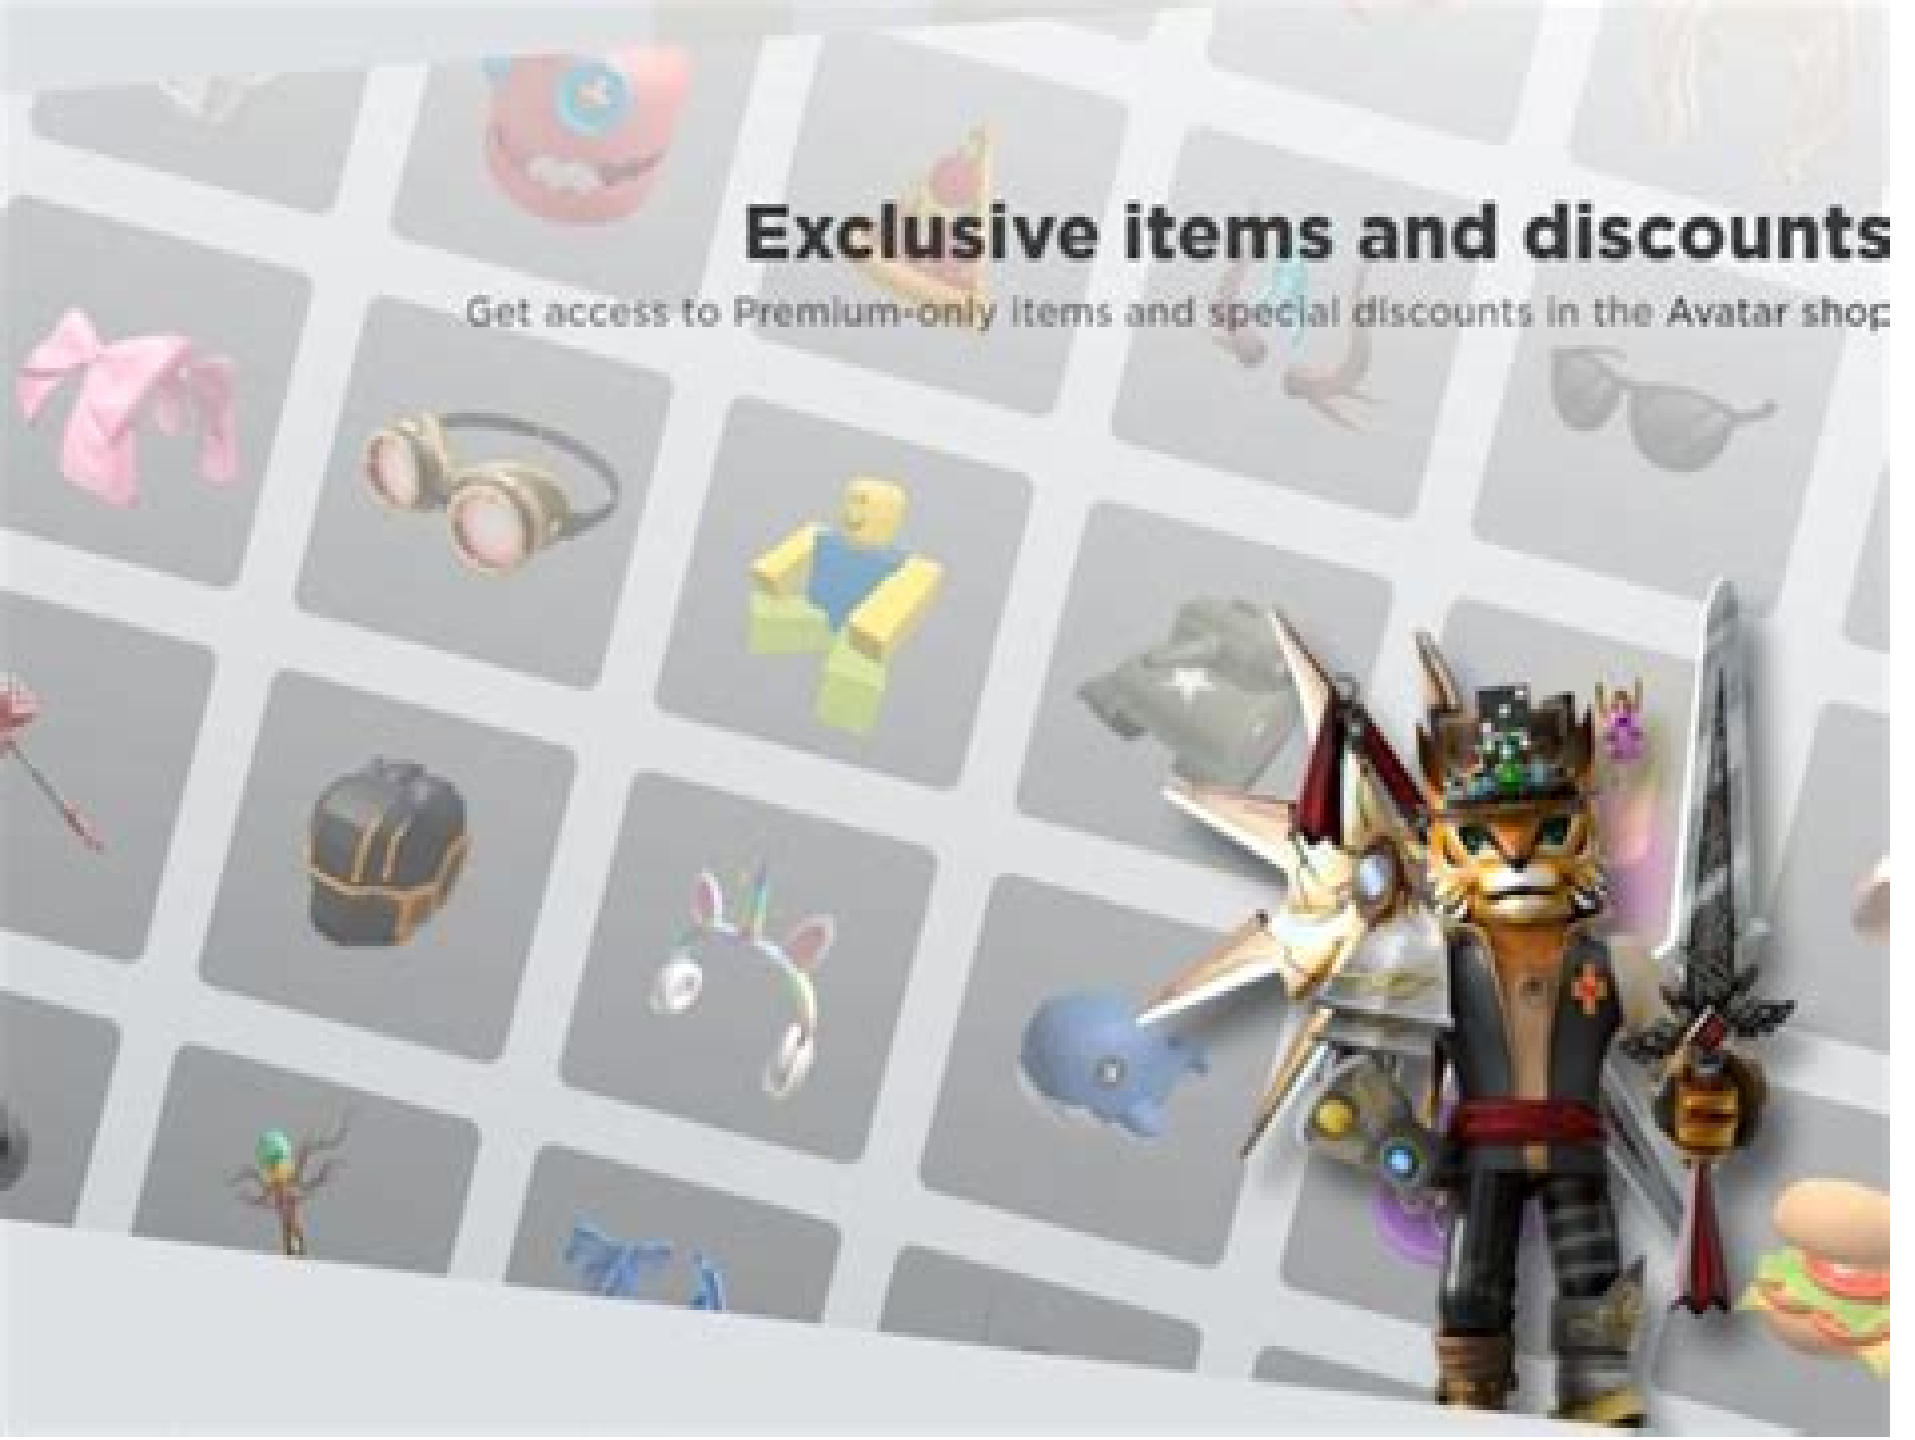 Exclusive items and discounts
Get access to Premium-only items and special discounts in the Avatar shop